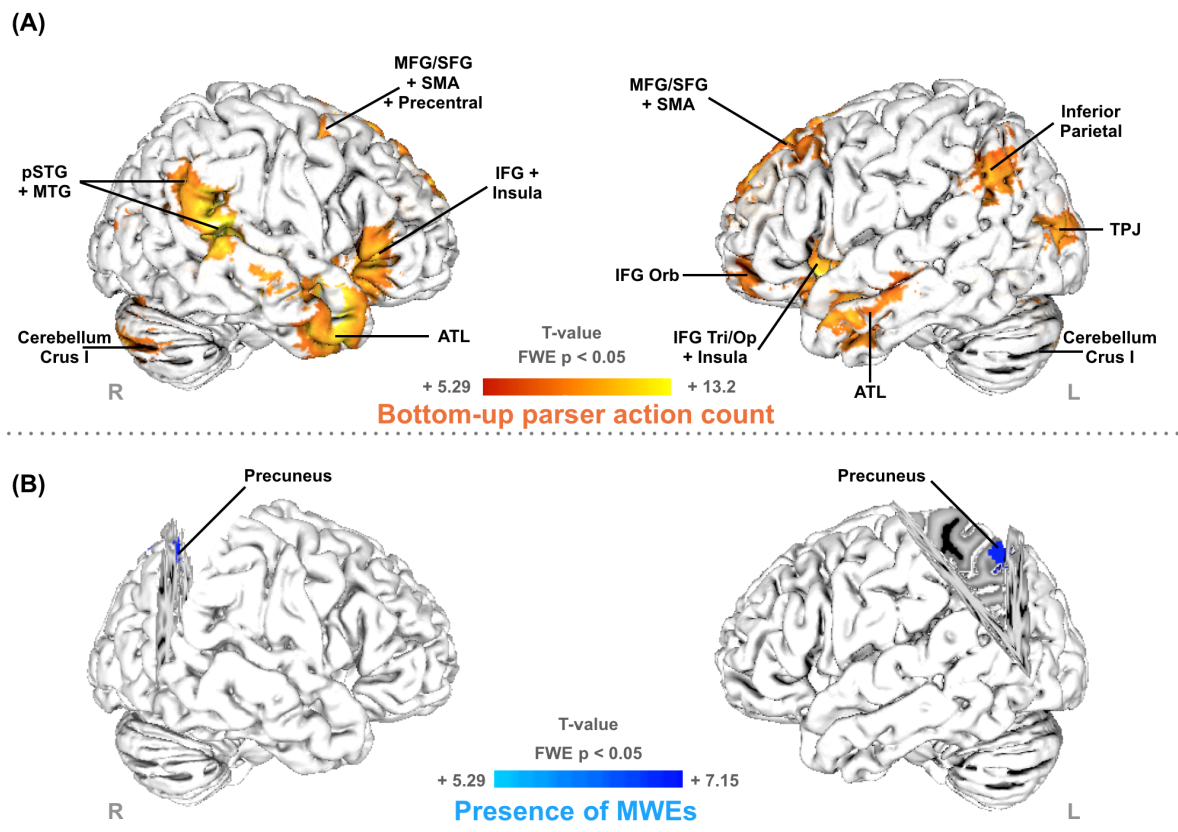 (A)
MFG/SFG
+ SMA
+ Precentral
pSTG
+ MTG
IFG +
Insula
Cerebellum
Crus I
ATL
R
MFG/SFG
+ SMA
Inferior
Parietal
TPJ
IFG Orb
IFG Tri/Op
+ Insula
ATL
Cerebellum
Crus I
L
T-value
FWE p < 0.05
+ 5.29 + 13.2
Bottom-up parser action count
(B)
Precuneus
Precuneus
T-value
FWE p < 0.05
+ 5.29 + 7.15
R
Presence of MWEs
L